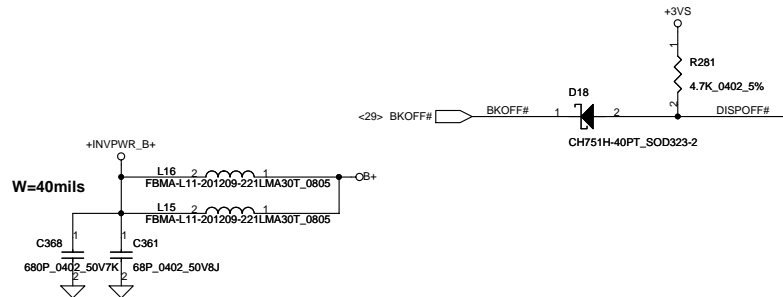 +3VS
1
R281
4.7K_0402_5%
2
D18
<29> BKOFF#
BKOFF#
1
2
DISPOFF#
CH751H-40PT_SOD323-2
+INVPWR_B+
L16
2
1
FBMA-L11-201209-221LMA30T_0805
B+
W=40mils
L15
2
1
FBMA-L11-201209-221LMA30T_0805
C368
1
C361
1
680P_0402_50V7K
68P_0402_50V8J
2
2